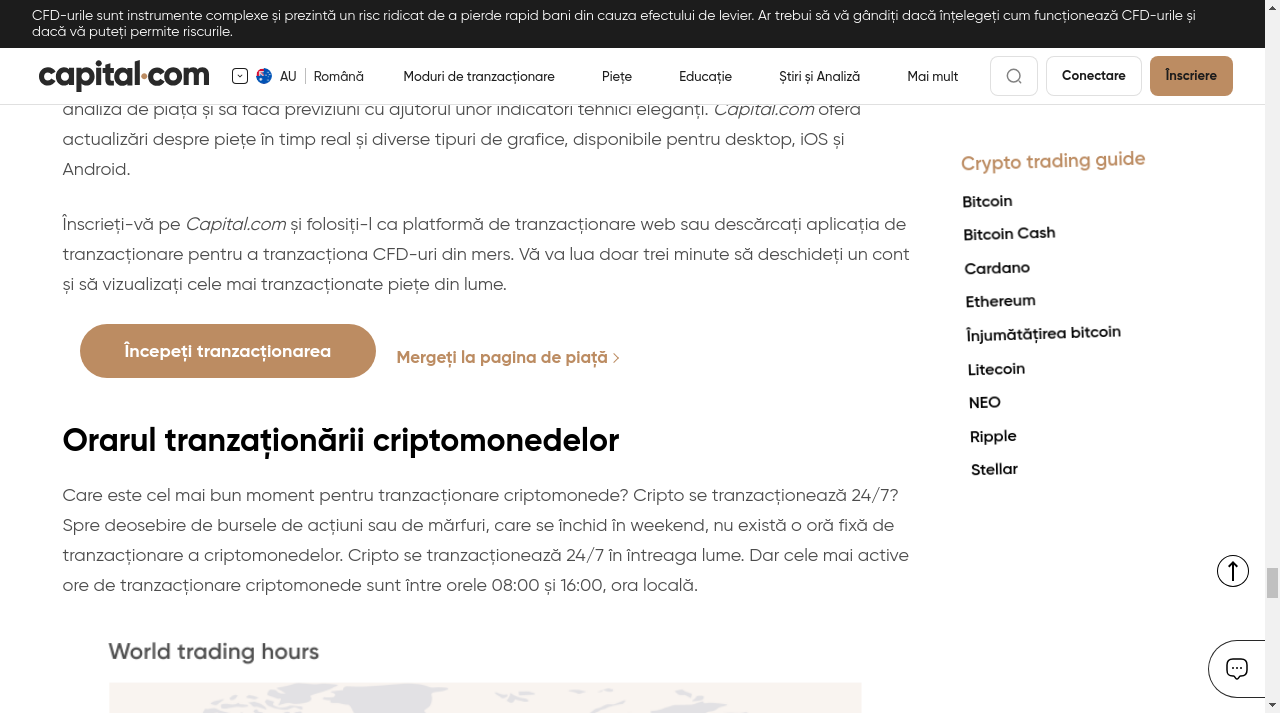 CFD-urile sunt instrumente complexe și prezintă un risc ridicat de a pierde rapid bani din cauza efectului de levier. Ar trebui să vă gândiți dacă înțelegeți cum funcționează CFD-urile și
dacă vă puteți permite riscurile.
capital.com
AU
Română
Moduri de tranzacționare
Piețe
Educație
Știri și Analiză
Mai mult
Conectare
Înscriere
analiza de piață și să facă previziuni cu ajutorul unor indicatori tehnici eleganți. Capital.com oferă
actualizări despre piețe în timp real și diverse tipuri de grafice, disponibile pentru desktop, iOS și
Android.
Înscrieți-vă pe Capital.com și folosiți-l ca platformă de tranzacționare web sau descărcați aplicația de
tranzacționare pentru a tranzacționa CFD-uri din mers. Vă va lua doar trei minute să deschideți un cont
și să vizualizați cele mai tranzacționate piețe din lume.
Începeți tranzacționarea
Mergeți la pagina de piață
Orarul tranzaționării criptomonedelor
Care este cel mai bun moment pentru tranzacționare criptomonede? Cripto se tranzacționează 24/7?
Spre deosebire de bursele de acțiuni sau de mărfuri, care se închid în weekend, nu există o oră fixă de
tranzacționare a criptomonedelor. Cripto se tranzacționează 24/7 în întreaga lume. Dar cele mai active
ore de tranzacționare criptomonede sunt între orele 08:00 și 16:00, ora locală.
World trading hours
Crypto trading guide
Bitcoin
Bitcoin Cash
Cardano
Ethereum
Înjumătățirea bitcoin
Litecoin
NEO
Ripple
Stellar